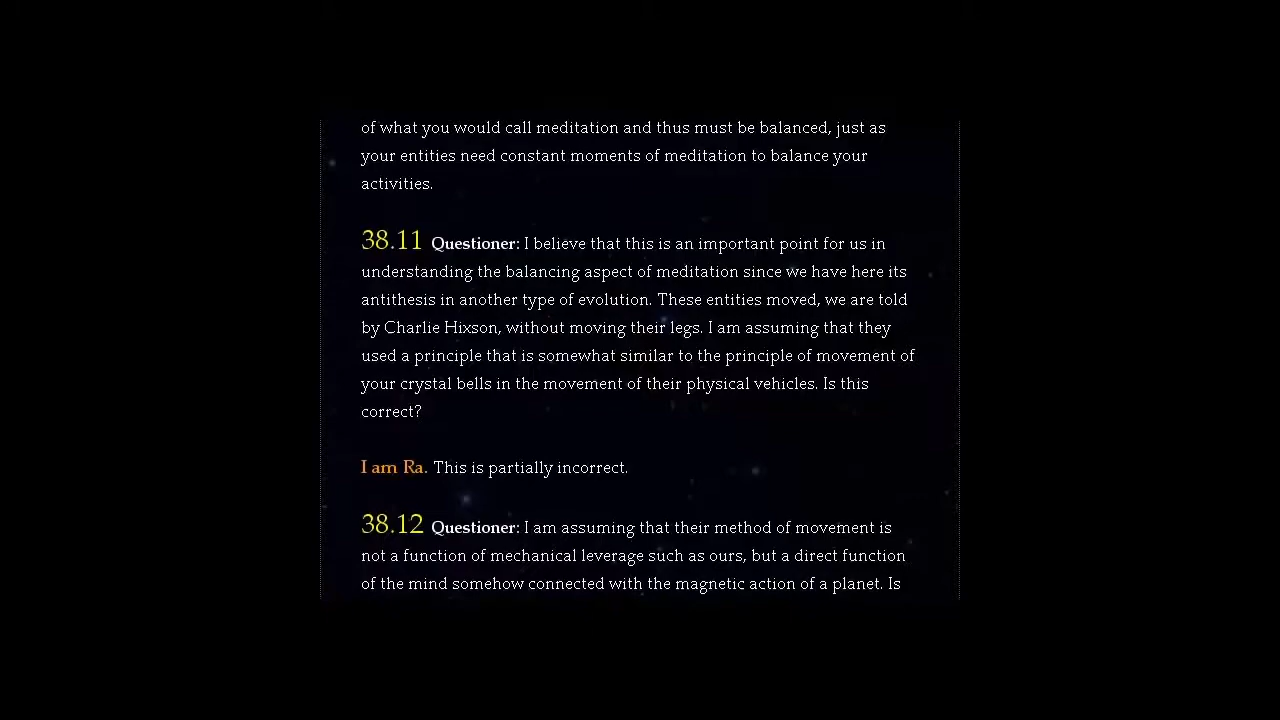 of what you would call meditation and thus must be balanced, just as
your entities need constant moments of meditation to balance your
activities.
38.11 Questioner: I believe that this is an important point for us in
understanding the balancing aspect of meditation since we have here its
antithesis in another type of evolution. These entities moved, we are told
by Charlie Hixson, without moving their legs. I am assuming that they
used a principle that is somewhat similar to the principle of movement of
your crystal bells in the movement of their physical vehicles. Is this
correct?
I am Ra. This is partially incorrect.
38.12 Questioner: I am assuming that their method of movement is
not a function of mechanical leverage such as ours, but a direct function
of the mind somehow connected with the magnetic action of a planet. Is